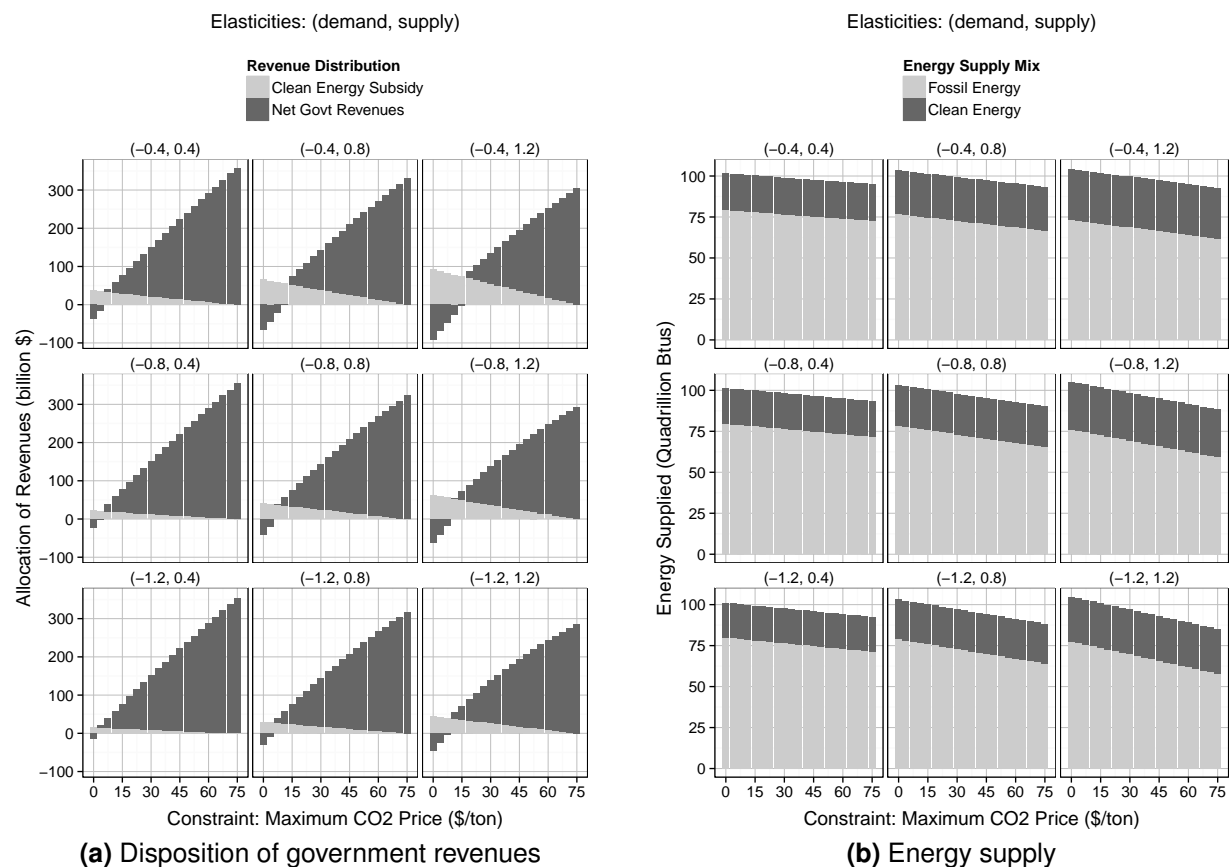 Elasticities: (demand, supply)
Revenue Distribution
Clean Energy Subsidy
Net Govt Revenues
(−0.4, 0.4) (−0.4, 0.8) (−0.4, 1.2)
300
200
100
0
−100
(−0.8, 0.4) (−0.8, 0.8) (−0.8, 1.2)
300
200
100
0
−100
(−1.2, 0.4) (−1.2, 0.8) (−1.2, 1.2)
300
200
100
0
−100
Allocation of Revenues (billion $)
0 15 30 45 60 75 0 15 30 45 60 75 0 15 30 45 60 75
Constraint: Maximum CO2 Price ($/ton)
(a) Disposition of government revenues
Elasticities: (demand, supply)
Energy Supply Mix
Fossil Energy
Clean Energy
(−0.4, 0.4) (−0.4, 0.8) (−0.4, 1.2)
100
75
50
25
0
(−0.8, 0.4) (−0.8, 0.8) (−0.8, 1.2)
100
75
50
25
0
(−1.2, 0.4) (−1.2, 0.8) (−1.2, 1.2)
100
75
50
25
0
Energy Supplied (Quadrillion Btus)
0 15 30 45 60 75 0 15 30 45 60 75 0 15 30 45 60 75
Constraint: Maximum CO2 Price ($/ton)
(b) Energy supply